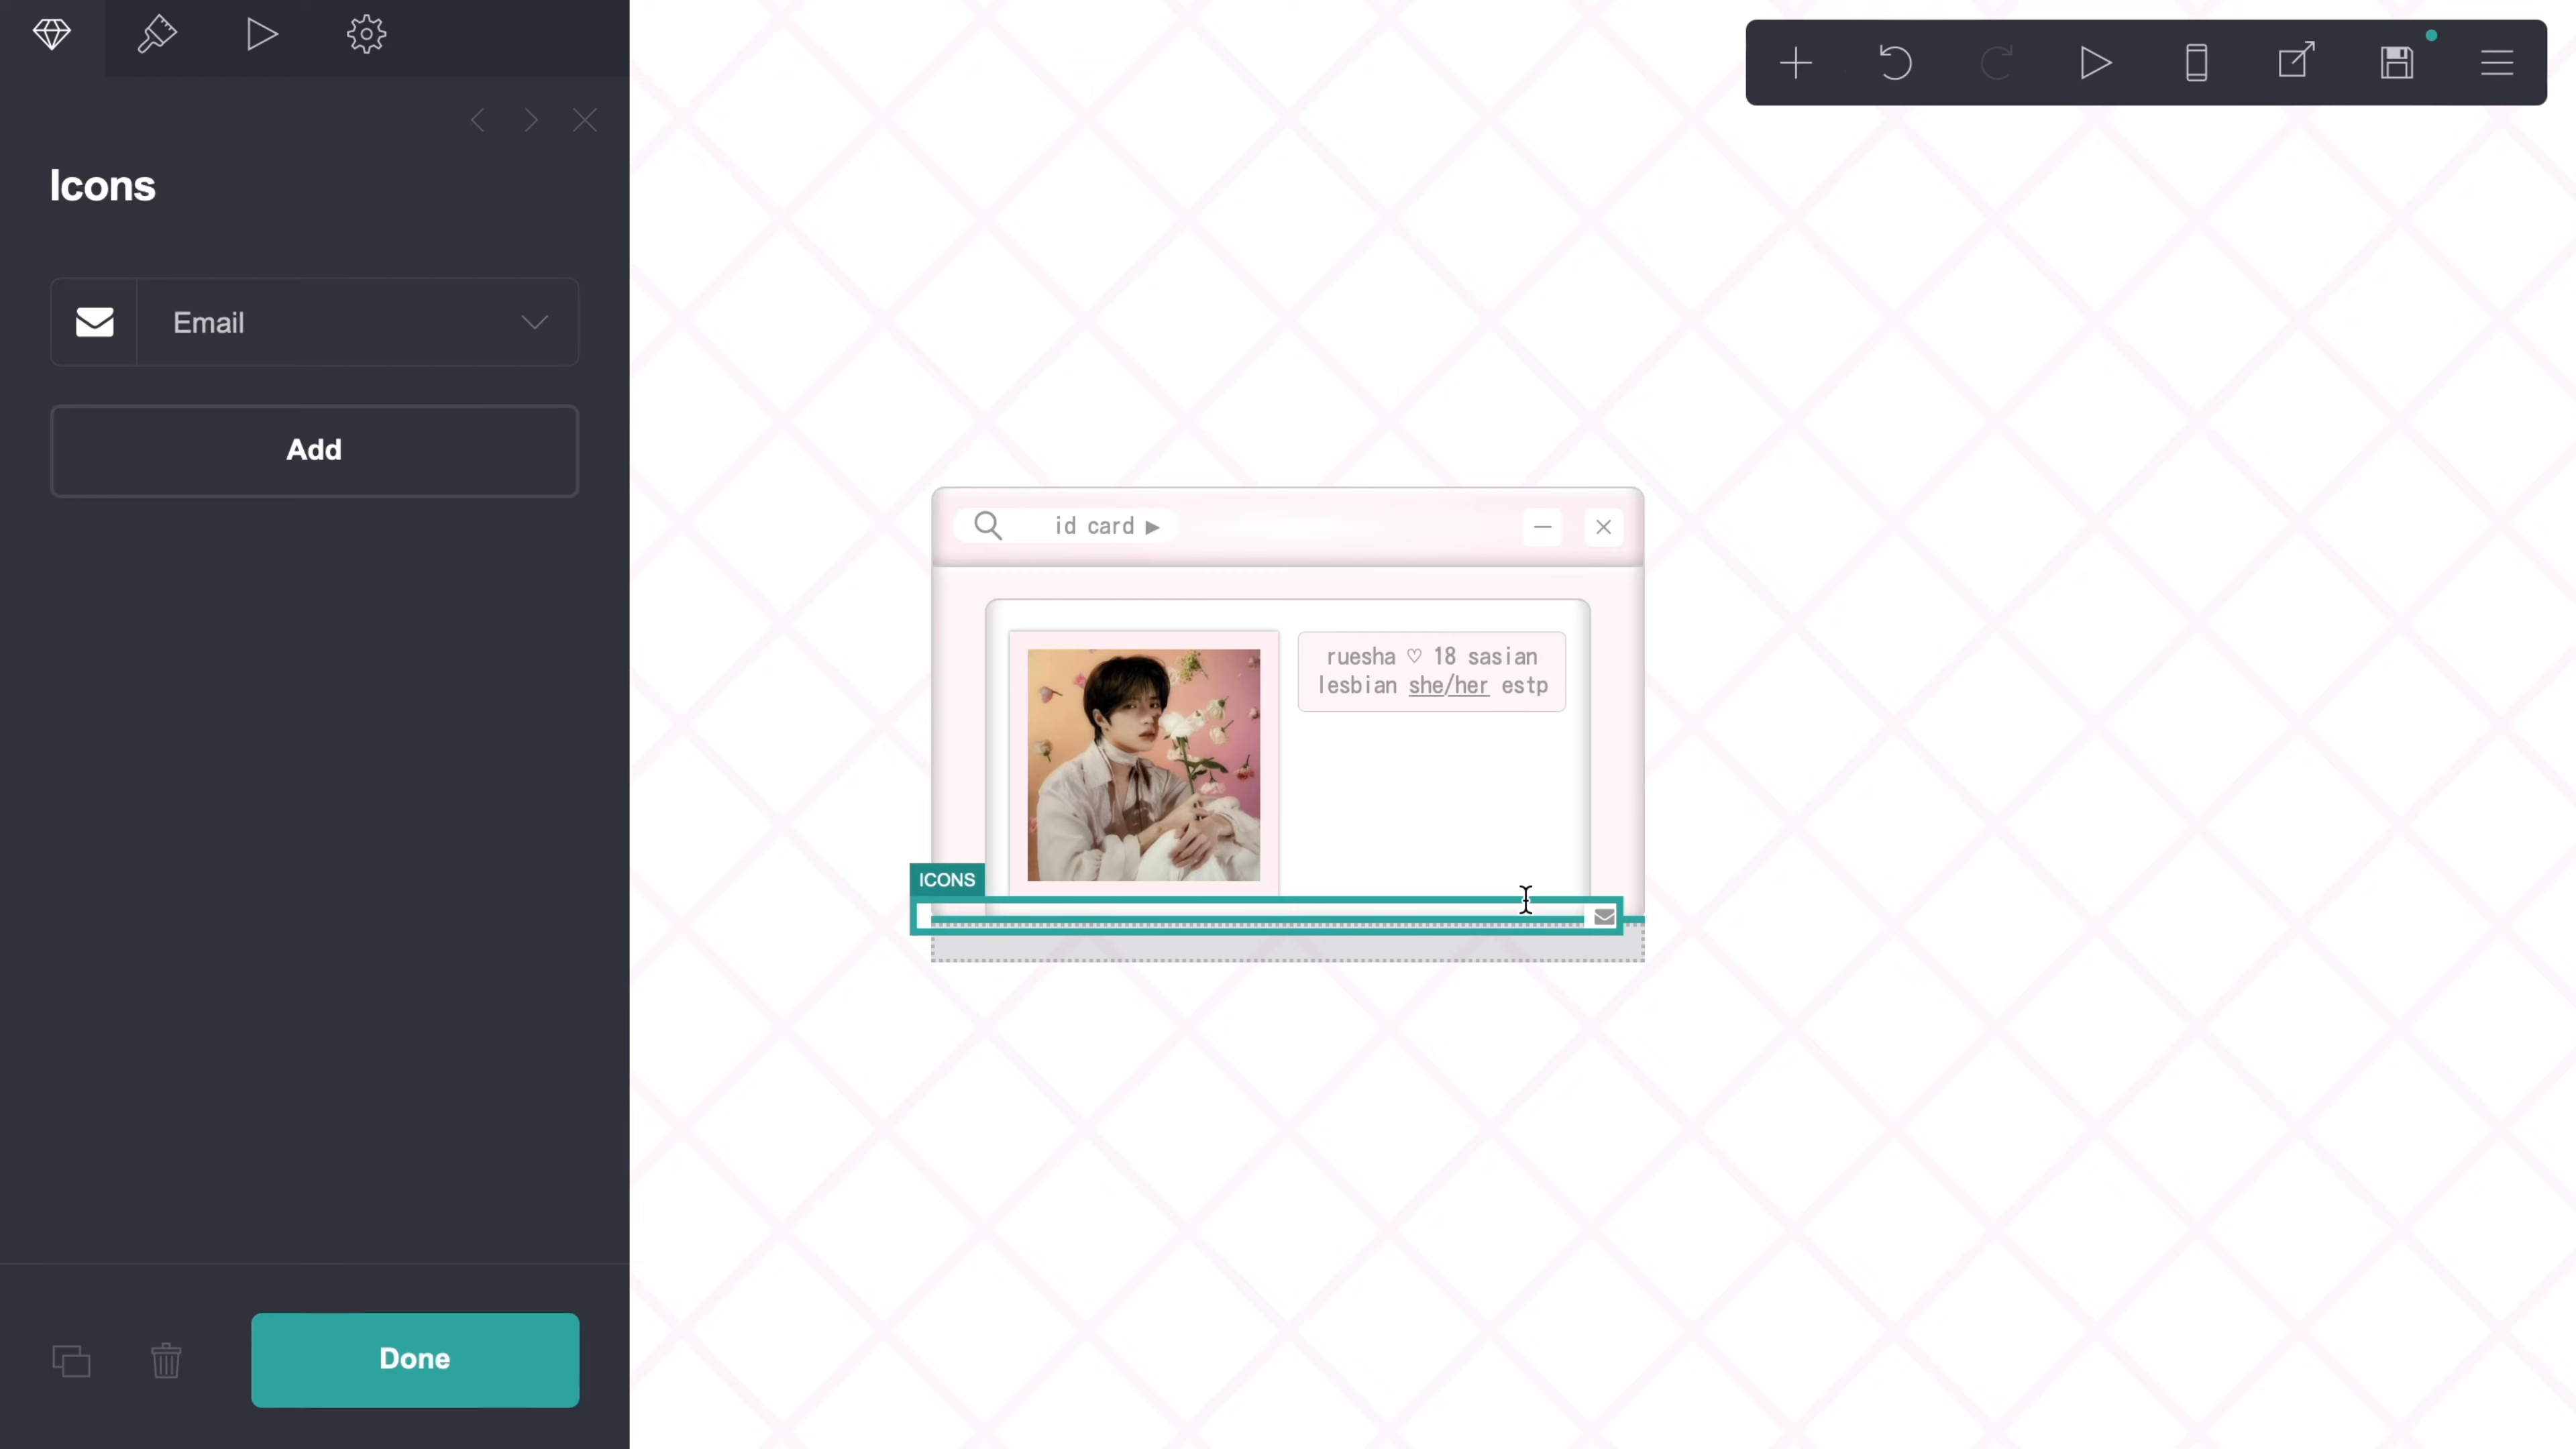 Icons
Email
Add
id card ▶
ruesha ♡ 18 sasian
lesbian she/her estp
ICONS
Done